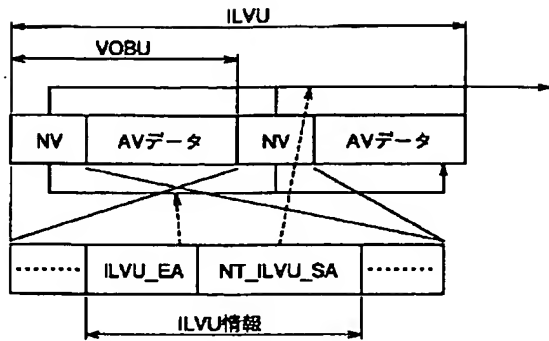 ILVU
VOBU
NV AVデータ NV AVデータ
......... ILVU_EA NT_ILVU_SA .........
ILVU情報